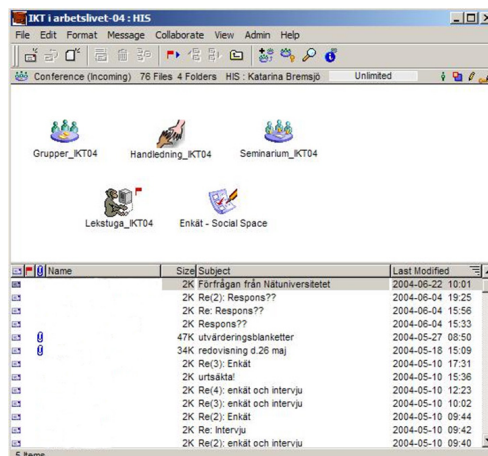 IKT i arbetslivet-04 : HIS
File Edit Format Message Collaborate View Admin Help
Conference (Incoming) 76 Files 4 Folders HIS : Katarina Bremsjö Unlimited
Grupper_IKT04 Handledning_IKT04 Seminarium_IKT04
Lekstuga_IKT04 Enkät - Social Space
Name Size Subject Last Modified
2K Förfrågan från Nätuniversitetet 2004-06-22 10:01
2K Re(2): Respons?? 2004-06-04 19:25
2K Re: Respons?? 2004-06-04 15:56
2K Respons?? 2004-06-04 15:33
47K utvärderingsblanketter 2004-05-27 08:50
34K redovisning d.26 maj 2004-05-18 15:09
2K Re(3): Enkät 2004-05-10 17:31
2K urtsäkta! 2004-05-10 15:36
2K Re(4): enkät och intervju 2004-05-10 12:23
2K Re(3): enkät och intervju 2004-05-10 10:02
2K Re(2): Enkät 2004-05-10 09:44
2K Re: Intervju 2004-05-10 09:42
2K Re(2): enkät och intervju 2004-05-10 09:40
5 Items